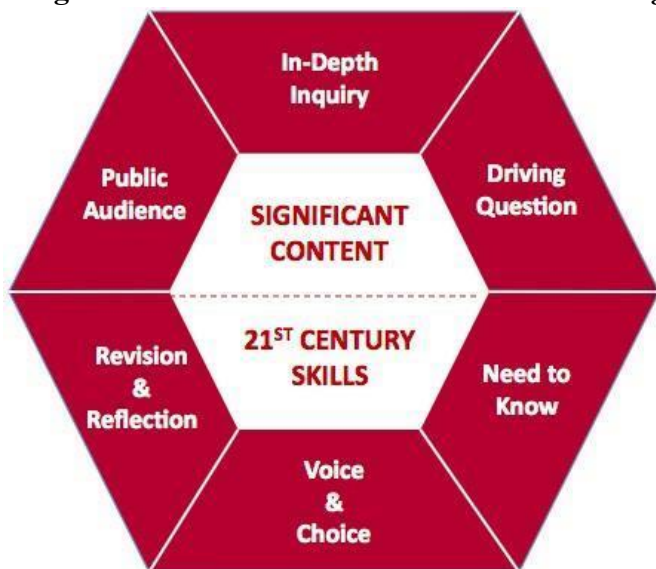 In-Depth
Inquiry
Driving
Question
Need to
Know
Voice
&
Choice
Revision
&
Reflection
Public
Audience
SIGNIFICANT
CONTENT
21ST CENTURY
SKILLS